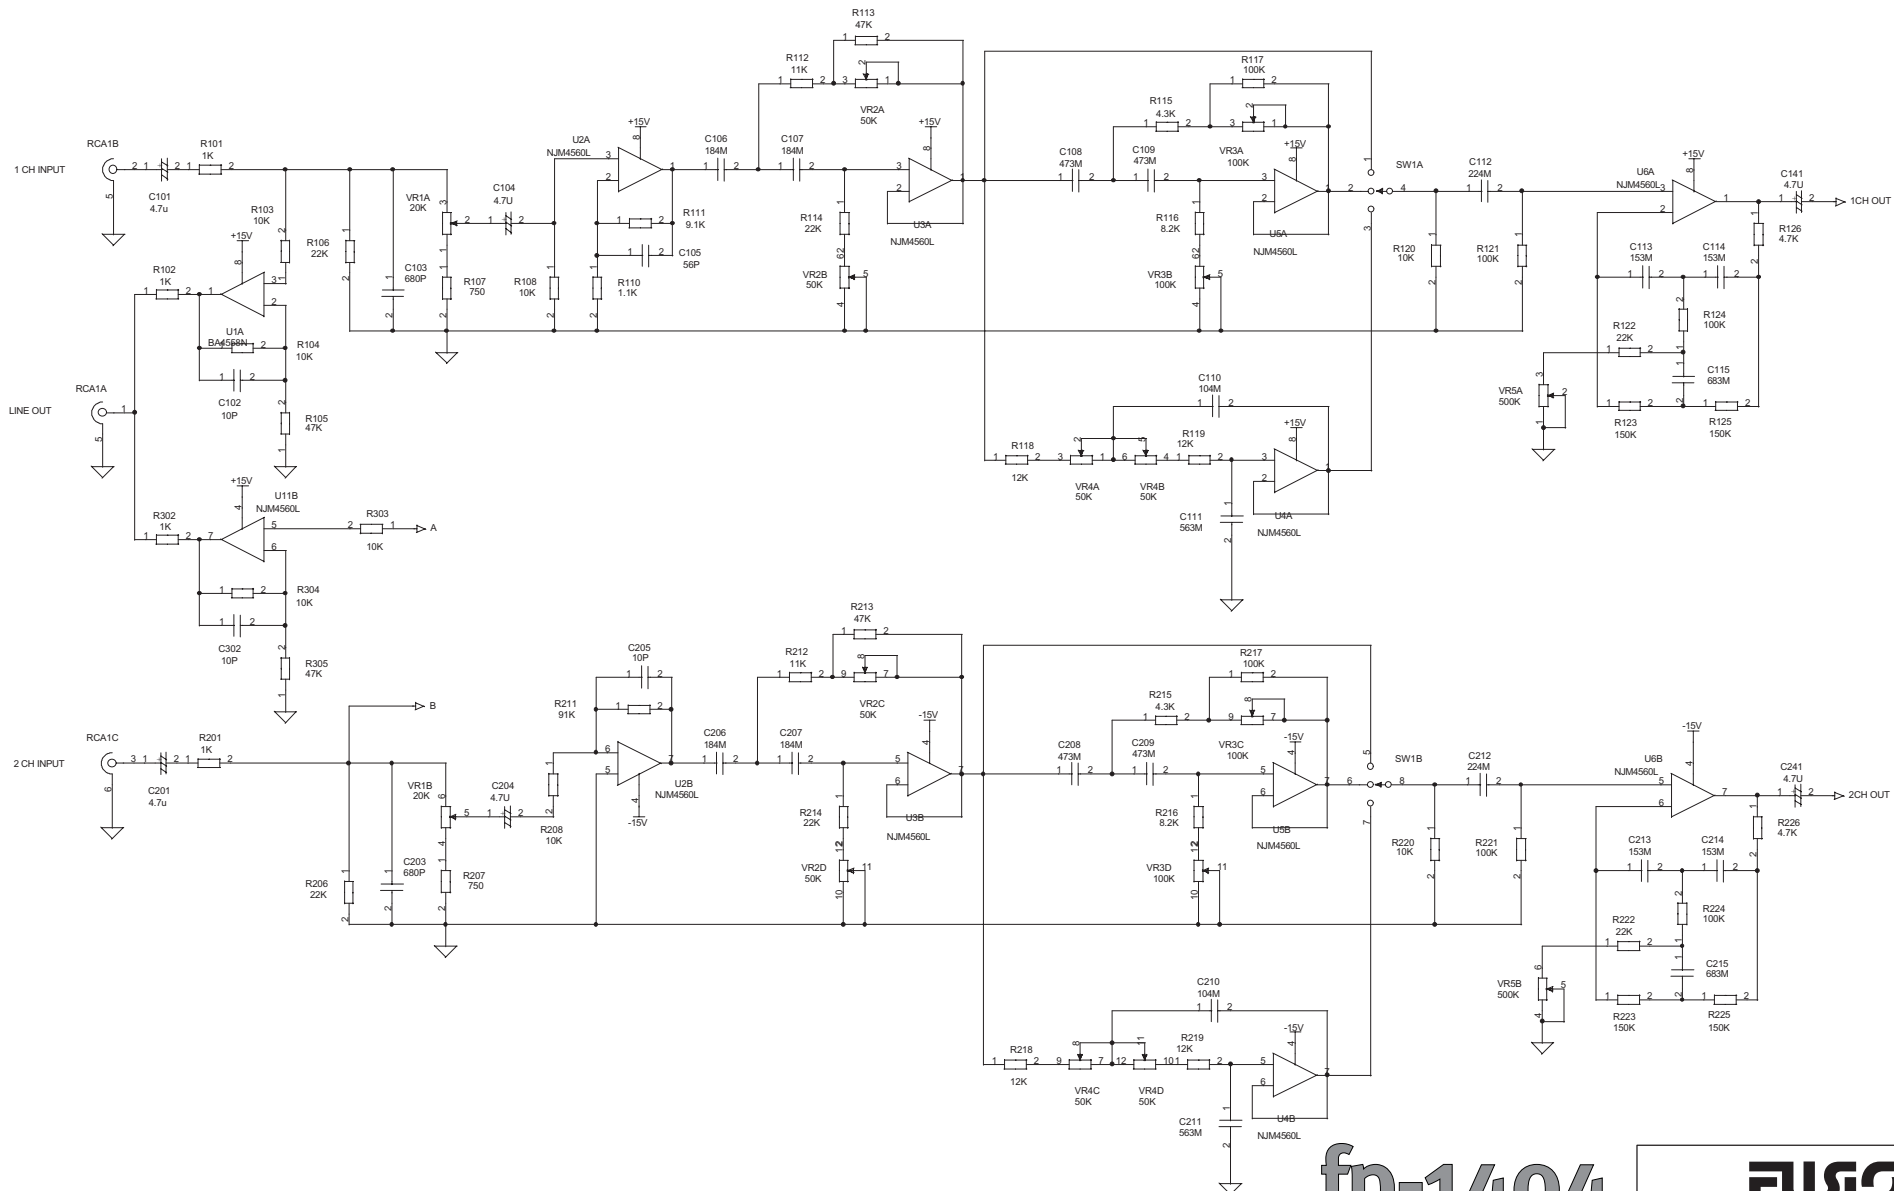 R113
47K
R112
11K
VR2A
50K
+15V
U2A
NJM4560L
C106
184M
C107
184M
+15V
U3A
NJM4560L
R117
100K
R115
4.3K
VR3A
100K
C108
473M
C109
473M
+15V
U5A
NJM4560L
SW1A
C112
224M
+15V
U6A
NJM4560L
C141
4.7U
1CH OUT
1 CH INPUT
RCA1B
C101
4.7u
R101
1K
R103
10K
+15V
R106
22K
C103
680P
VR1A
20K
R107
750
C104
4.7U
R108
10K
R110
1.1K
R111
9.1K
C105
56P
R114
22K
VR2B
50K
R116
8.2K
VR3B
100K
R120
10K
R121
100K
R126
4.7K
C113
153M
C114
153M
R124
100K
R122
22K
C115
683M
VR5A
500K
R123
150K
R125
150K
R102
1K
U1A
BA4558N
R104
10K
C102
10P
R105
47K
LINE OUT
RCA1A
C110
104M
R118
12K
VR4A
50K
VR4B
50K
R119
12K
+15V
U4A
NJM4560L
C111
563M
+15V
U11B
NJM4560L
R302
1K
R303
10K
A
R304
10K
C302
10P
R305
47K
B
R213
47K
R212
11K
VR2C
50K
C205
10P
R211
91K
U2B
NJM4560L
-15V
C206
184M
C207
184M
-15V
U3B
NJM4560L
R217
100K
R215
4.3K
VR3C
100K
C208
473M
C209
473M
-15V
U5B
NJM4560L
SW1B
C212
224M
-15V
U6B
NJM4560L
C241
4.7U
2CH OUT
2 CH INPUT
RCA1C
C201
4.7u
R201
1K
R206
22K
C203
680P
VR1B
20K
R207
750
C204
4.7U
R208
10K
R214
22K
VR2D
50K
R216
8.2K
VR3D
100K
R220
10K
R221
100K
R226
4.7K
C213
153M
C214
153M
R224
100K
R222
22K
C215
683M
VR5B
500K
R223
150K
R225
150K
C210
104M
R218
12K
VR4C
50K
VR4D
50K
R219
12K
-15V
U4B
NJM4560L
C211
563M
fp-1404